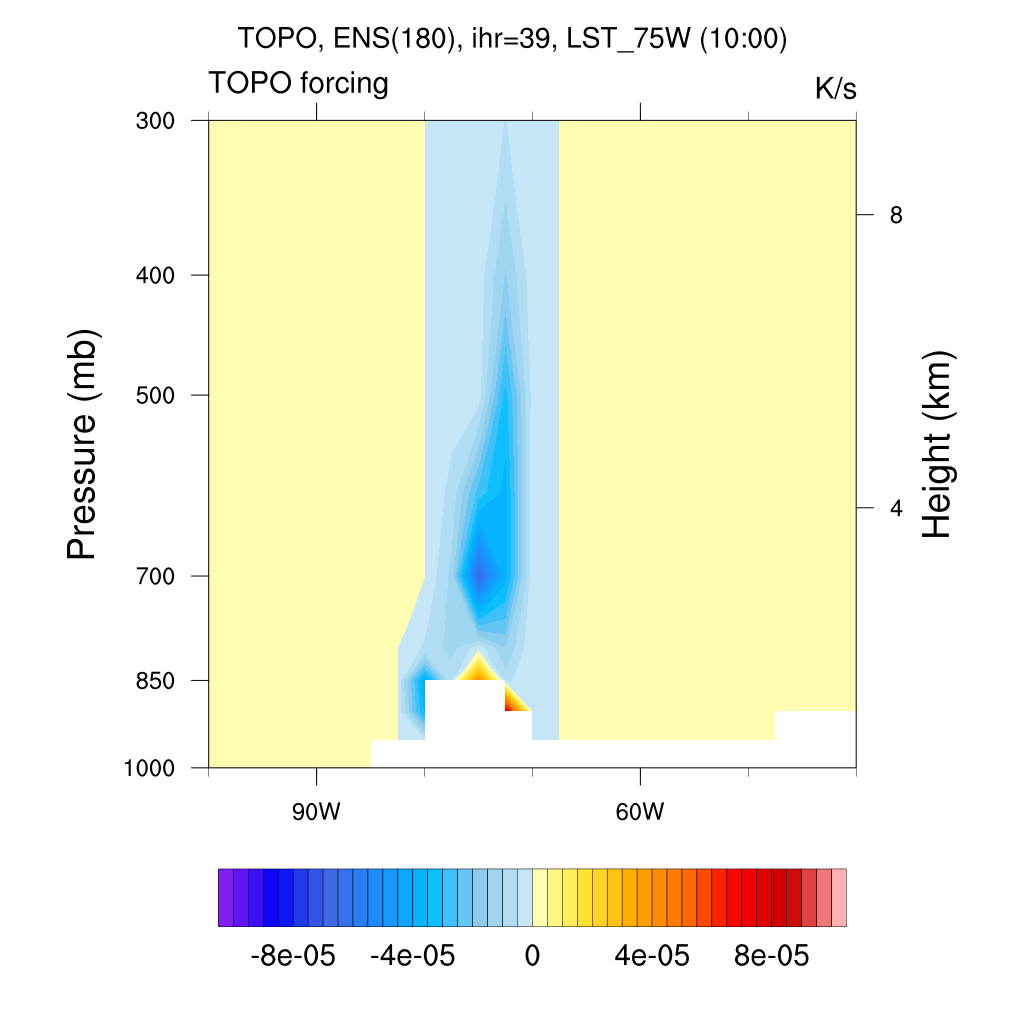 TOPO, ENS(180), ihr=39, LST_75W (10:00)
TOPO forcing
K/s
300
400
500
700
850
1000
Pressure (mb)
8
4
Height (km)
90W
60W
-8e-05
-4e-05
0
4e-05
8e-05